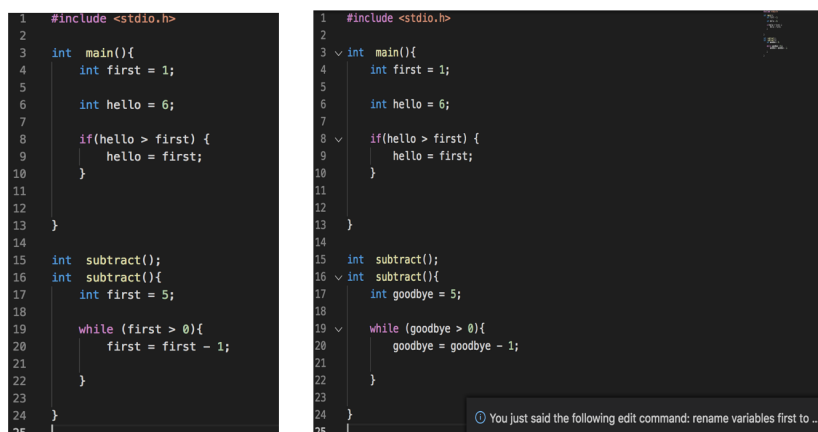 1 #include <stdio.h>
2
3 int main(){
4 int first = 1;
5
6 int hello = 6;
7
8 if(hello > first) {
9 hello = first;
10 }
11
12
13 }
14
15 int subtract();
16 int subtract(){
17 int first = 5;
18
19 while (first > 0){
20 first = first - 1;
21
22 }
23
24 }
25
1 #include <stdio.h>
2
3 int main(){
4 int first = 1;
5
6 int hello = 6;
7
8 if(hello > first) {
9 hello = first;
10 }
11
12
13 }
14
15 int subtract();
16 int subtract(){
17 int goodbye = 5;
18
19 while (goodbye > 0){
20 goodbye = goodbye - 1;
21
22 }
23
24 }
25
You just said the following edit command: rename variables first to ..